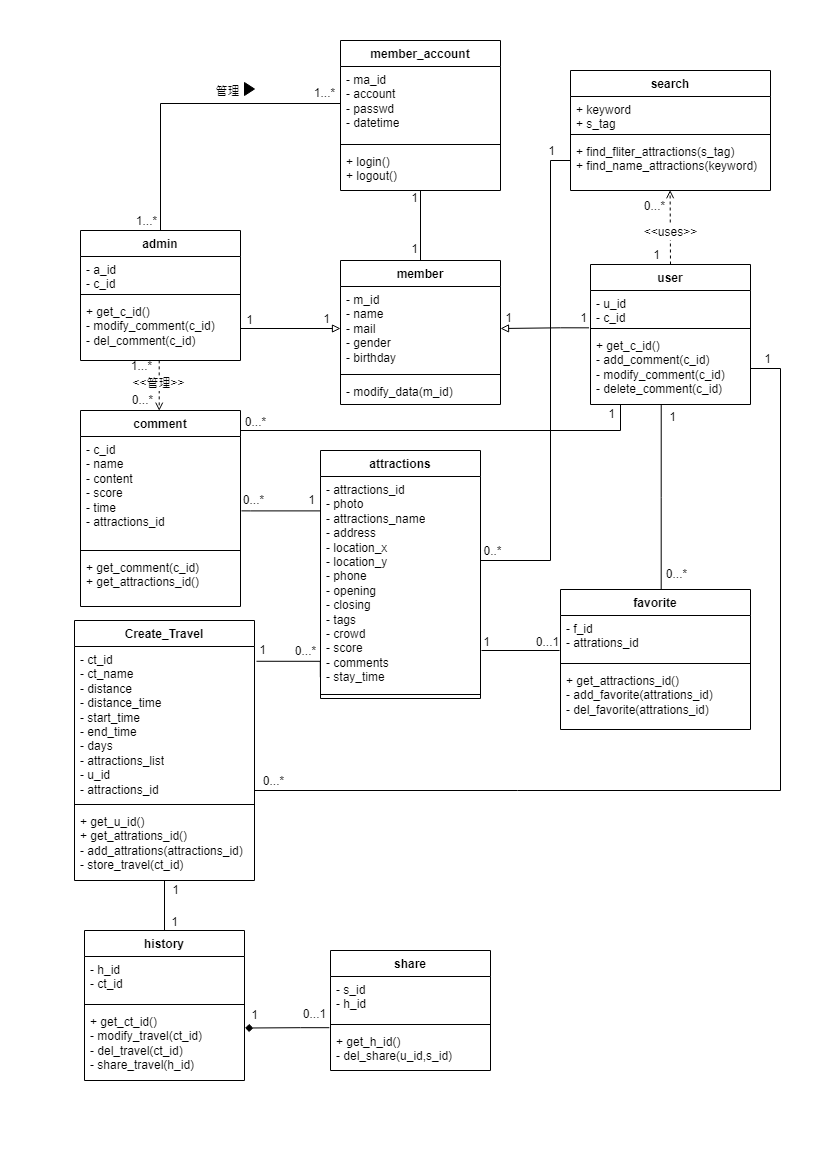 member_account
- ma_id
- account
- passwd
- datetime
+ login()
+ logout()
管理
1...*
1...*
search
+ keyword
+ s_tag
+ find_fliter_attractions(s_tag)
+ find_name_attractions(keyword)
1
0...*
<<uses>>
1
1
1
admin
- a_id
- c_id
+ get_c_id()
- modify_comment(c_id)
- del_comment(c_id)
1
1
member
- m_id
- name
- mail
- gender
- birthday
- modify_data(m_id)
1
1
user
- u_id
- c_id
+ get_c_id()
- add_comment(c_id)
- modify_comment(c_id)
- delete_comment(c_id)
1
1...*
<<管理>>
0...*
comment
- c_id
- name
- content
- score
- time
- attractions_id
+ get_comment(c_id)
+ get_attractions_id()
0...*
1
1
0...*
1
attractions
- attractions_id
- photo
- attractions_name
- address
- location_x
- location_y
- phone
- opening
- closing
- tags
- crowd
- score
- comments
- stay_time
0..*
0...*
1
0...1
favorite
- f_id
- attrations_id
+ get_attractions_id()
- add_favorite(attrations_id)
- del_favorite(attrations_id)
Create_Travel
- ct_id
- ct_name
- distance
- distance_time
- start_time
- end_time
- days
- attractions_list
- u_id
- attractions_id
+ get_u_id()
+ get_attrations_id()
- add_attrations(attractions_id)
- store_travel(ct_id)
1
0...*
0...*
1
1
history
- h_id
- ct_id
+ get_ct_id()
- modify_travel(ct_id)
- del_travel(ct_id)
- share_travel(h_id)
1
0...1
share
- s_id
- h_id
+ get_h_id()
- del_share(u_id,s_id)